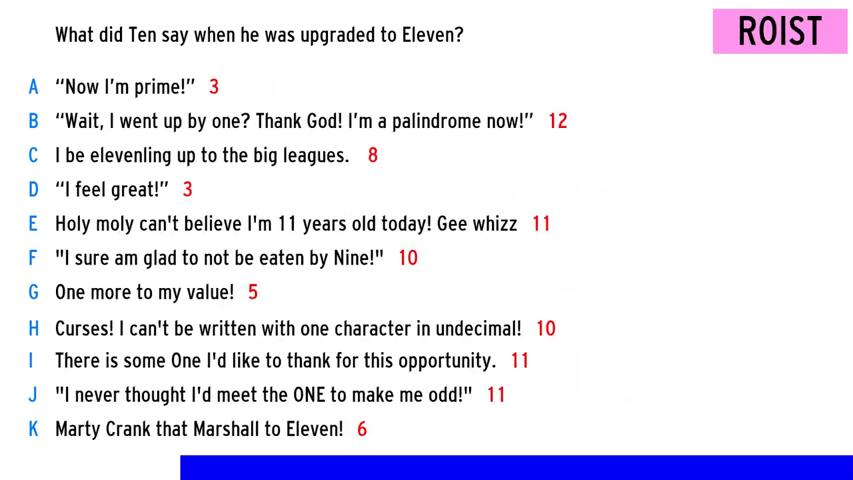 What did Ten say when he was upgraded to Eleven?
ROIST
A “Now I’m prime!” 3
B “Wait, I went up by one? Thank God! I’m a palindrome now!” 12
C I be elevenling up to the big leagues. 8
D “I feel great!” 3
E Holy moly can't believe I'm 11 years old today! Gee whizz 11
F "I sure am glad to not be eaten by Nine!" 10
G One more to my value! 5
H Curses! I can't be written with one character in undecimal! 10
I There is some One I'd like to thank for this opportunity. 11
J "I never thought I'd meet the ONE to make me odd!" 11
K Marty Crank that Marshall to Eleven! 6